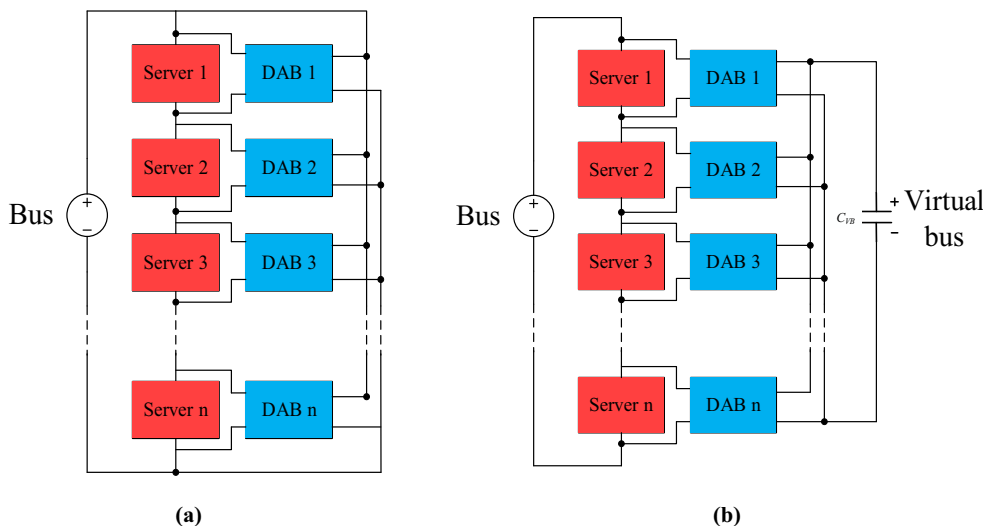 Server 1
DAB 1
Server 2
DAB 2
Bus
+
−
Server 3
DAB 3
Server n
DAB n
(a)
Server 1
DAB 1
Server 2
DAB 2
Bus
+
−
C_VB
+
−
Virtual
bus
Server 3
DAB 3
Server n
DAB n
(b)